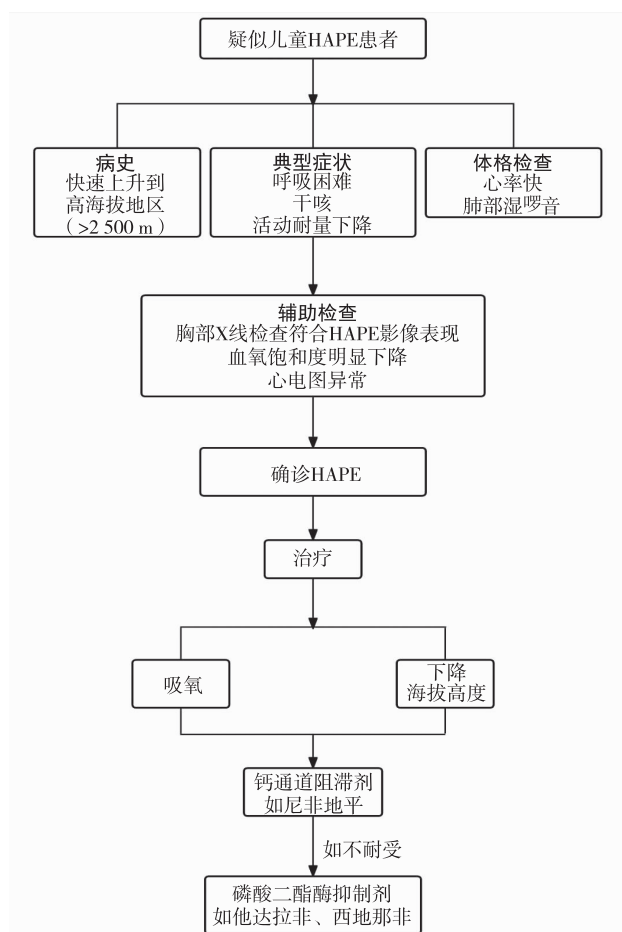 疑似儿童HAPE患者
病史
快速上升到
高海拔地区
（>2 500 m）
典型症状
呼吸困难
干咳
活动耐量下降
体格检查
心率快
肺部湿啰音
辅助检查
胸部X线检查符合HAPE影像表现
血氧饱和度明显下降
心电图异常
确诊HAPE
治疗
吸氧
下降
海拔高度
钙通道阻滞剂
如尼非地平
如不耐受
磷酸二酯酶抑制剂
如他达拉非、西地那非